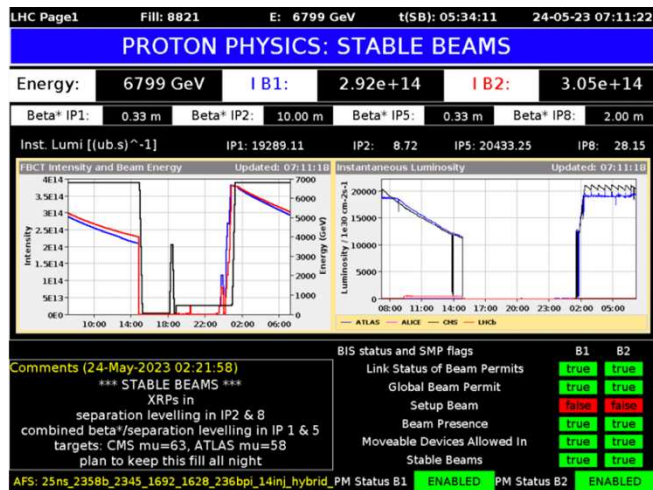 LHC Page1 Fill: 8821 E: 6799 GeV t(SB): 05:34:11 24-05-23 07:11:22
PROTON PHYSICS: STABLE BEAMS
Energy: 6799 GeV I B1: 2.92e+14 I B2: 3.05e+14
Beta* IP1: 0.33 m Beta* IP2: 10.00 m Beta* IP5: 0.33 m Beta* IP8: 2.00 m
Inst. Lumi [(ub.s)^-1] IP1: 19289.11 IP2: 8.72 IP5: 20433.25 IP8: 28.15
FBCT Intensity and Beam Energy Updated: 07:11:18
4E14
3.5E14
3E14
2.5E14
2E14
1.5E14
1E14
5E13
0E0
Intensity
7000
6000
5000
4000
3000
2000
1000
0
Energy (GeV)
10:00 14:00 18:00 22:00 02:00 06:00
Instantaneous Luminosity Updated: 07:11:18
20000
15000
10000
5000
0
Luminosity / 1e30 cm-2s-1
08:00 11:00 14:00 17:00 20:00 23:00 02:00 05:00
ATLAS ALICE CMS LHCb
Comments (24-May-2023 02:21:58)
*** STABLE BEAMS ***
XRPs in
separation levelling in IP2 & 8
combined beta*/separation levelling in IP 1 & 5
targets: CMS mu=63, ATLAS mu=58
plan to keep this fill all night
BIS status and SMP flags B1 B2
Link Status of Beam Permits true true
Global Beam Permit true true
Setup Beam false false
Beam Presence true true
Moveable Devices Allowed In true true
Stable Beams true true
AFS: 25ns_2358b_2345_1692_1628_236bpi_14inj_hybrid_ PM Status B1 ENABLED PM Status B2 ENABLED